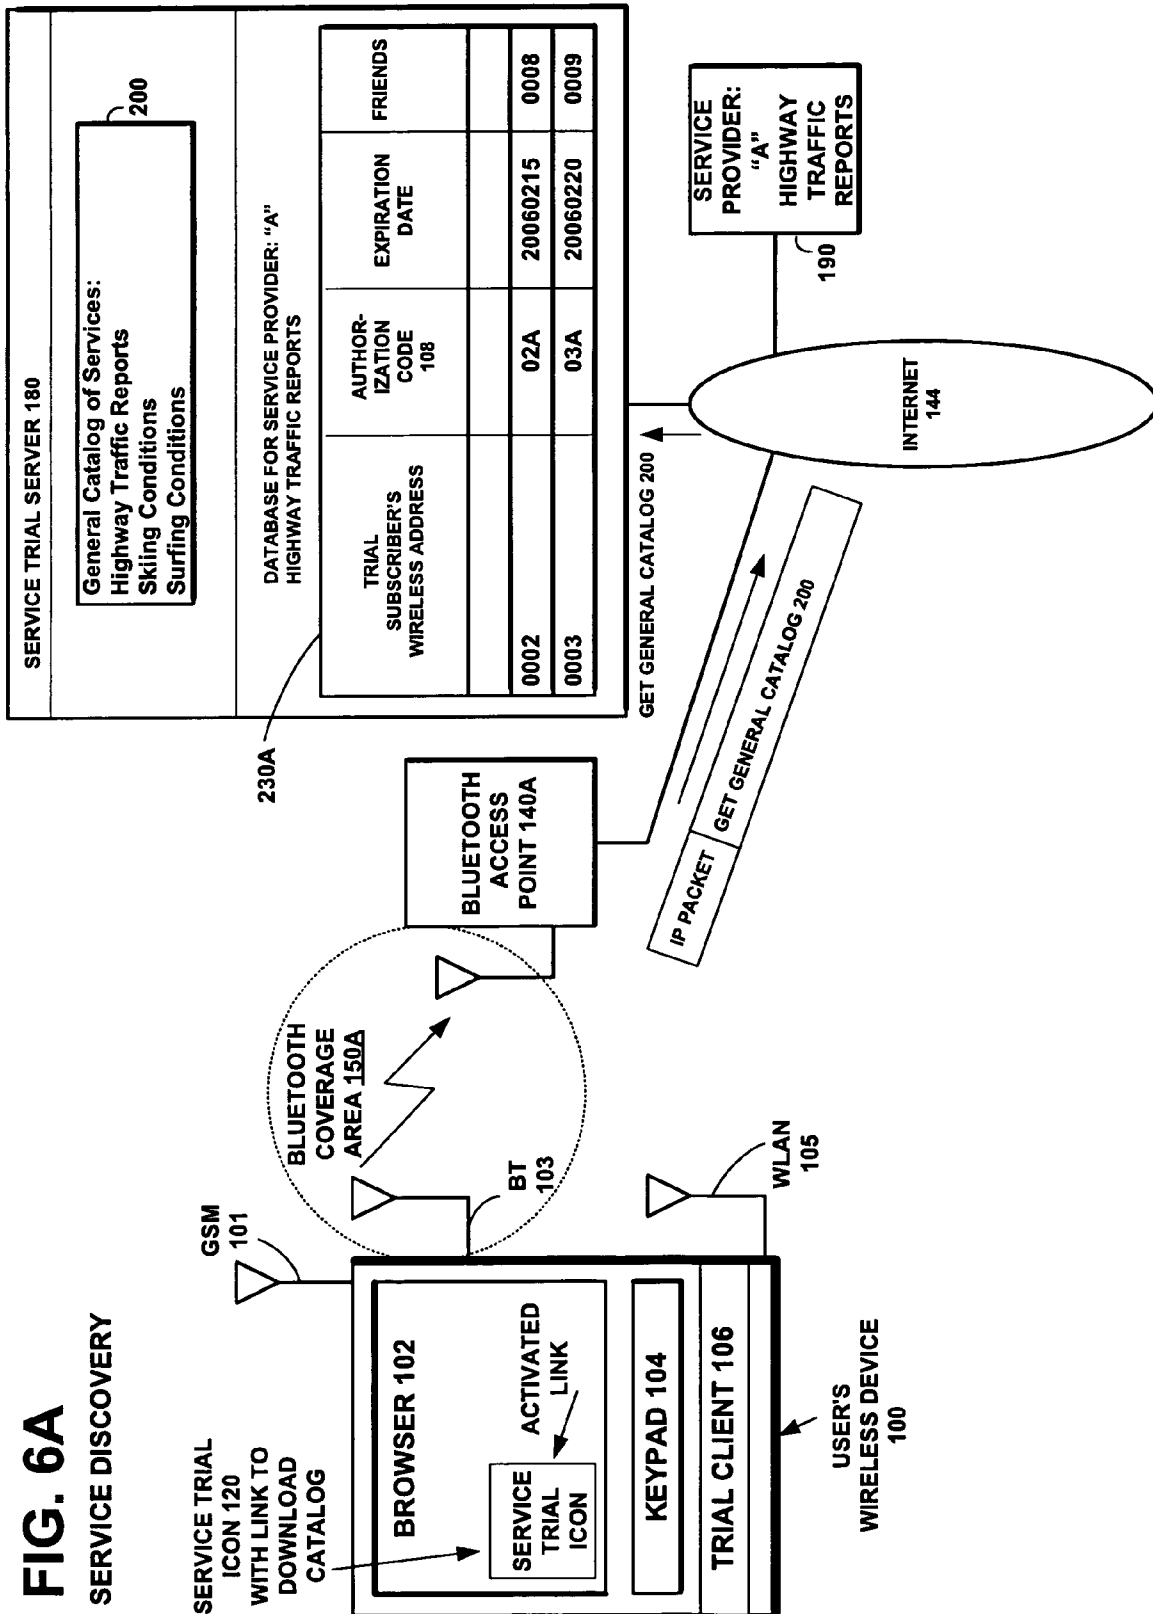 FIG. 6A
SERVICE DISCOVERY
SERVICE TRIAL
ICON 120
WITH LINK TO
DOWNLOAD
CATALOG
BROWSER 102
SERVICE
TRIAL
ICON
ACTIVATED
LINK
KEYPAD 104
TRIAL CLIENT 106
USER'S
WIRELESS DEVICE
100
GSM
101
BT
103
WLAN
105
BLUETOOTH
COVERAGE
AREA 150A
BLUETOOTH
ACCESS
POINT 140A
IP PACKET
GET GENERAL CATALOG 200
GET GENERAL CATALOG 200
INTERNET
144
190
SERVICE
PROVIDER:
“A”
HIGHWAY
TRAFFIC
REPORTS
SERVICE TRIAL SERVER 180
200
General Catalog of Services:
Highway Traffic Reports
Skiing Conditions
Surfing Conditions
DATABASE FOR SERVICE PROVIDER: “A”
HIGHWAY TRAFFIC REPORTS
230A
TRIAL
SUBSCRIBER'S
WIRELESS ADDRESS
AUTHOR-
IZATION
CODE
108
EXPIRATION
DATE
FRIENDS
0002 02A 20060215 0008
0003 03A 20060220 0009